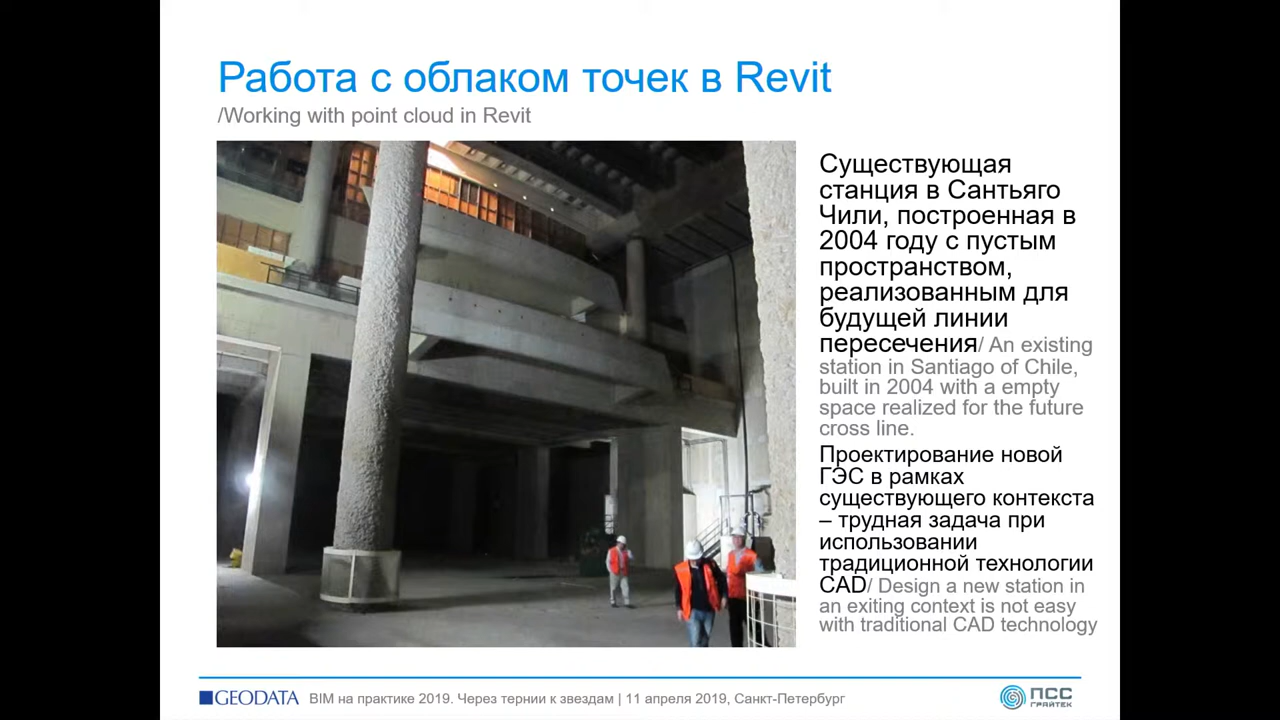 Работа с облаком точек в Revit
/Working with point cloud in Revit
Существующая
станция в Сантьяго
Чили, построенная в
2004 году с пустым
пространством,
реализованным для
будущей линии
пересечения/ An existing
station in Santiago of Chile,
built in 2004 with a empty
space realized for the future
cross line.
Проектирование новой
ГЭС в рамках
существующего контекста
– трудная задача при
использовании
традиционной технологии
CAD/ Design a new station in
an exiting context is not easy
with traditional CAD technology
GEODATA BIM на практике 2019. Через тернии к звездам | 11 апреля 2019, Санкт-Петербург
ПСС
ГРАЙТЕК